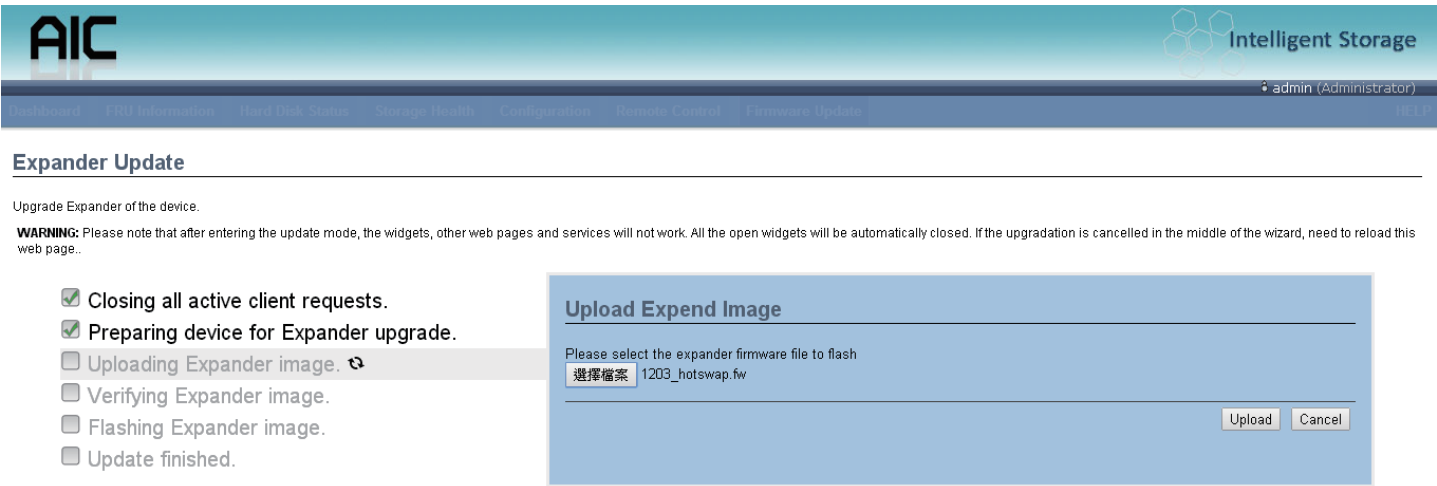 AIC
Intelligent Storage
admin (Administrator)
Dashboard FRU Information Hard Disk Status Storage Health Configuration Remote Control Firmware Update HELP
Expander Update
Upgrade Expander of the device.
WARNING: Please note that after entering the update mode, the widgets, other web pages and services will not work. All the open widgets will be automatically closed. If the upgradation is cancelled in the middle of the wizard, need to reload this
web page..
Closing all active client requests.
Preparing device for Expander upgrade.
Uploading Expander image.
Verifying Expander image.
Flashing Expander image.
Update finished.
Upload Expend Image
Please select the expander firmware file to flash
選擇檔案 1203_hotswap.fw
Upload Cancel